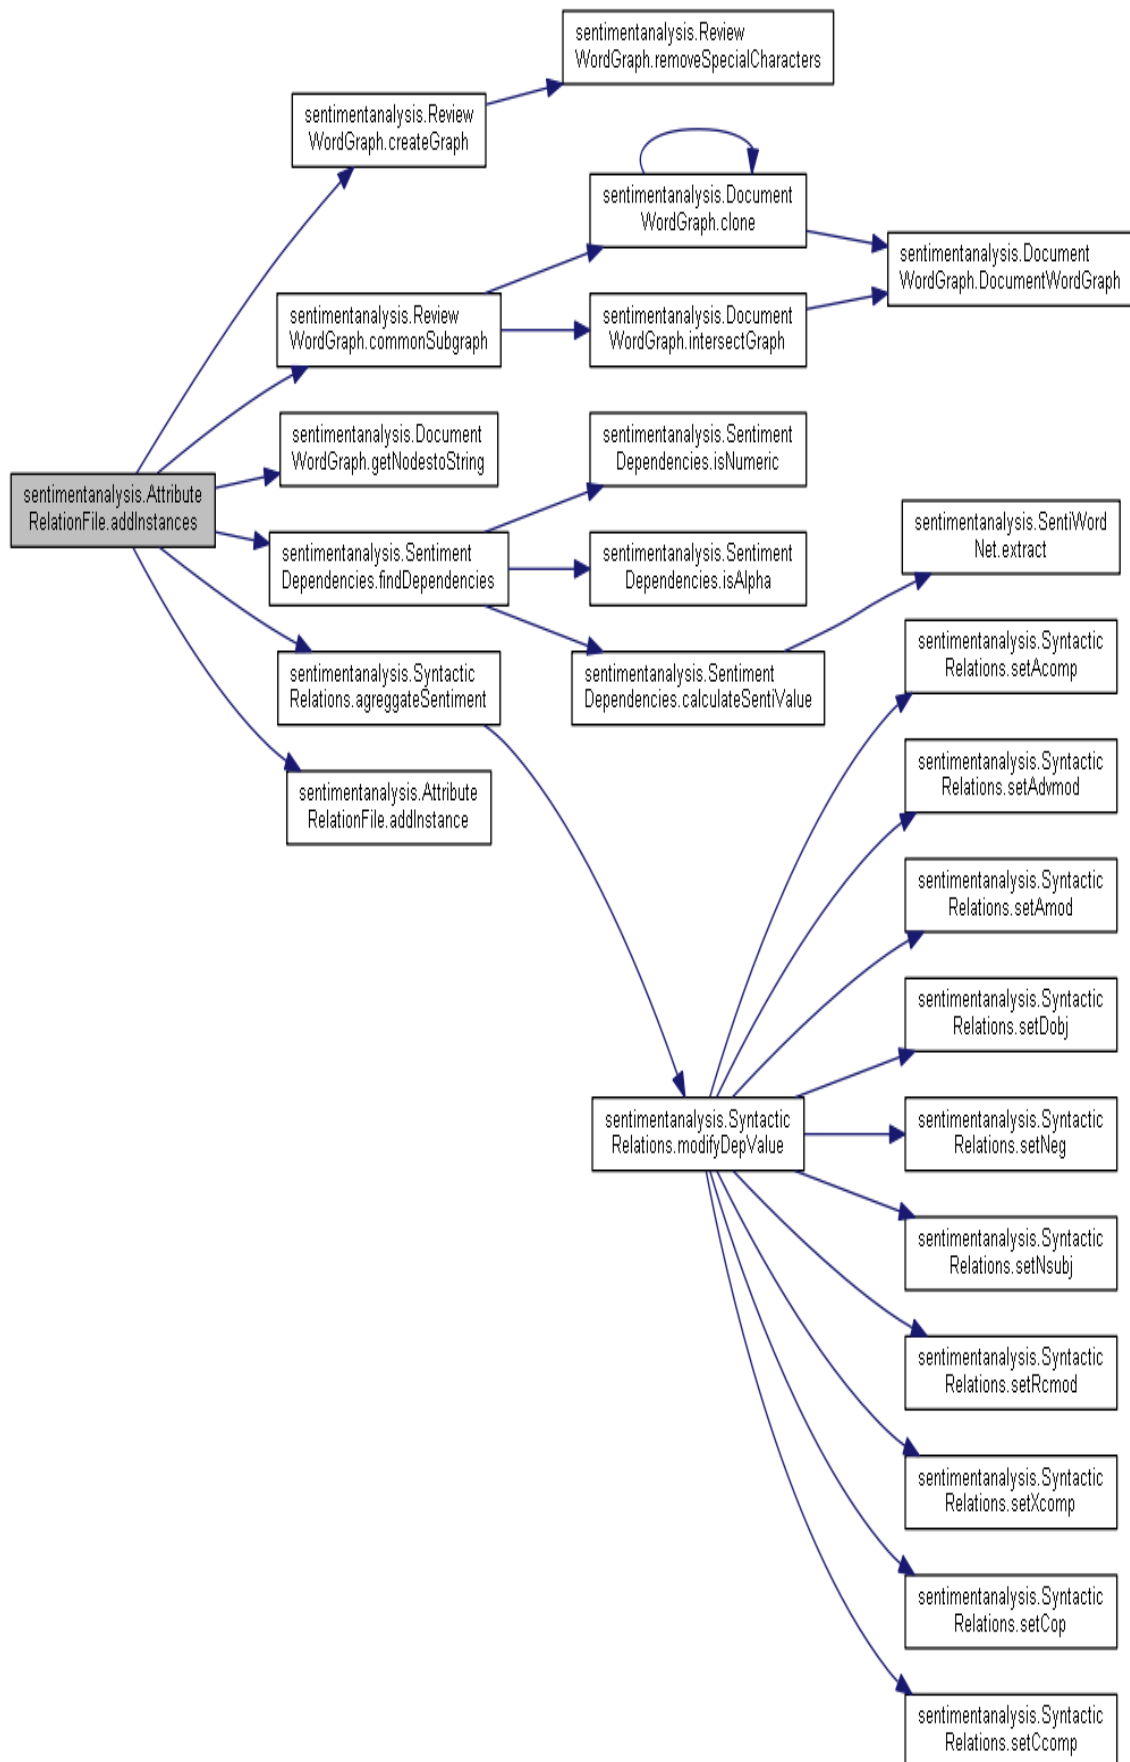 sentimentanalysis.Review
WordGraph.removeSpecialCharacters
sentimentanalysis.Review
WordGraph.createGraph
sentimentanalysis.Document
WordGraph.clone
sentimentanalysis.Document
WordGraph.DocumentWordGraph
sentimentanalysis.Review
WordGraph.commonSubgraph
sentimentanalysis.Document
WordGraph.intersectGraph
sentimentanalysis.Document
WordGraph.getNodestoString
sentimentanalysis.Sentiment
Dependencies.isNumeric
sentimentanalysis.Attribute
RelationFile.addInstances
sentimentanalysis.SentiWord
Net.extract
sentimentanalysis.Sentiment
Dependencies.findDependencies
sentimentanalysis.Sentiment
Dependencies.isAlpha
sentimentanalysis.Syntactic
Relations.setAcomp
sentimentanalysis.Syntactic
Relations.agreggateSentiment
sentimentanalysis.Sentiment
Dependencies.calculateSentiValue
sentimentanalysis.Syntactic
Relations.setAdvmod
sentimentanalysis.Attribute
RelationFile.addInstance
sentimentanalysis.Syntactic
Relations.setAmod
sentimentanalysis.Syntactic
Relations.setDobj
sentimentanalysis.Syntactic
Relations.modifyDepValue
sentimentanalysis.Syntactic
Relations.setNeg
sentimentanalysis.Syntactic
Relations.setNsubj
sentimentanalysis.Syntactic
Relations.setRcmod
sentimentanalysis.Syntactic
Relations.setXcomp
sentimentanalysis.Syntactic
Relations.setCop
sentimentanalysis.Syntactic
Relations.setCcomp